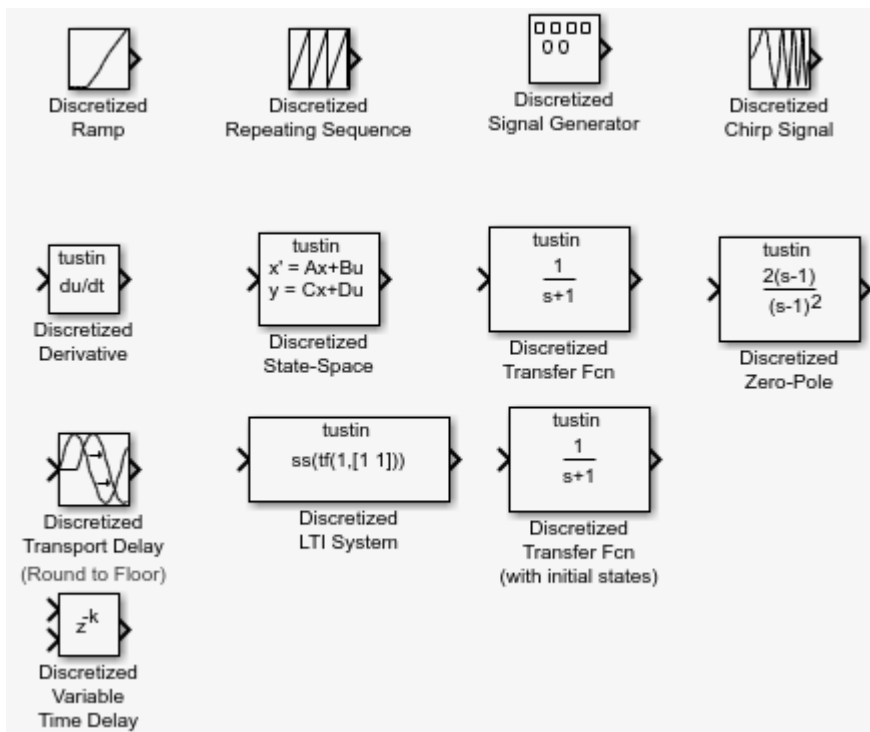 Discretized
Ramp
Discretized
Repeating Sequence
Discretized
Signal Generator
Discretized
Chirp Signal
tustin
du/dt
Discretized
Derivative
tustin
x' = Ax+Bu
y = Cx+Du
Discretized
State-Space
tustin
1
s+1
Discretized
Transfer Fcn
tustin
2(s-1)
(s-1)²
Discretized
Zero-Pole
Discretized
Transport Delay
(Round to Floor)
tustin
ss(tf(1,[1 1]))
Discretized
LTI System
tustin
1
s+1
Discretized
Transfer Fcn
(with initial states)
z-k
Discretized
Variable
Time Delay